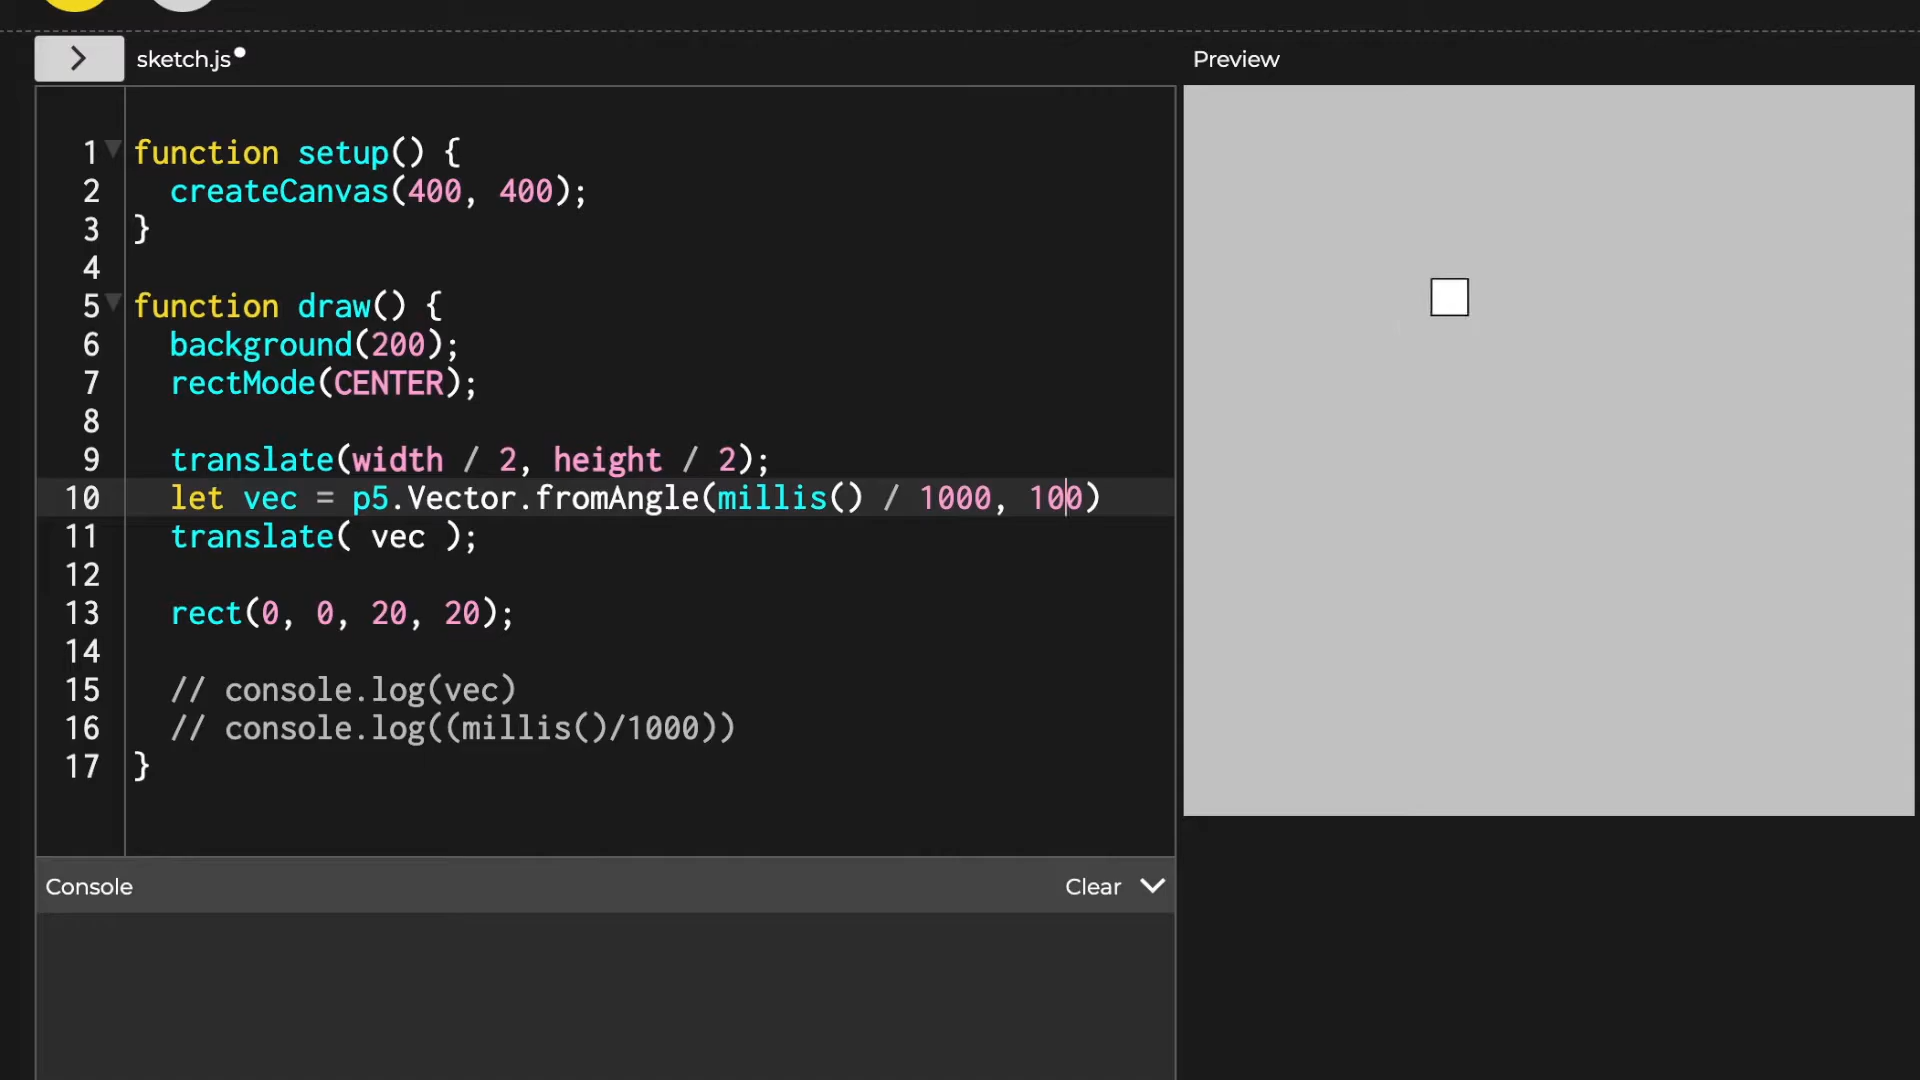 sketch.js
Preview
1 function setup() {
2 createCanvas(400, 400);
3 }
4
5 function draw() {
6 background(200);
7 rectMode(CENTER);
8
9 translate(width / 2, height / 2);
10 let vec = p5.Vector.fromAngle(millis() / 1000, 100)
11 translate( vec );
12
13 rect(0, 0, 20, 20);
14
15 // console.log(vec)
16 // console.log((millis()/1000))
17 }
Console
Clear